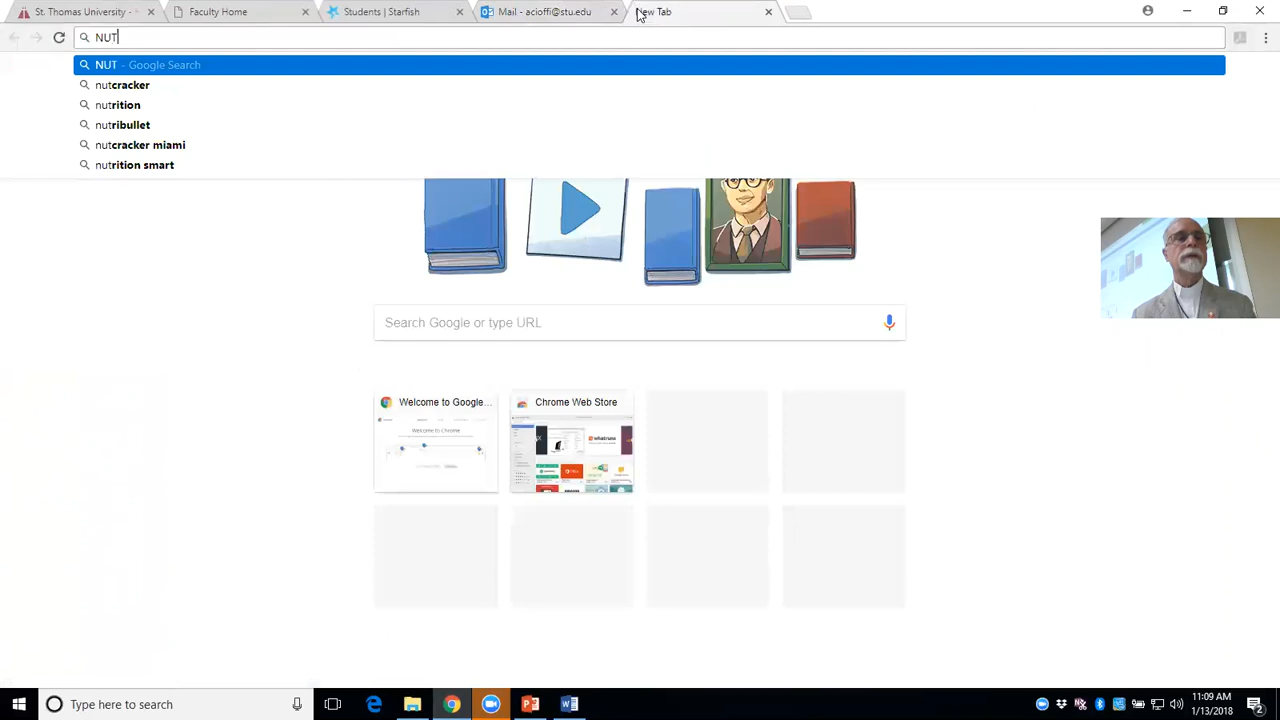 St. Thomas University - 
Faculty Home
Students | Starfish
Mail - acioffi@stu.edu
New Tab
NUT
NUT - Google Search
nutcracker
nutrition
nutribullet
nutcracker miami
nutrition smart
Search Google or type URL
Welcome to Google...
Chrome Web Store
Type here to search
11:09 AM
1/13/2018